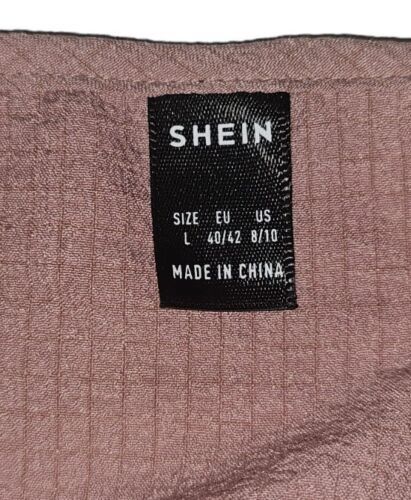 SHEIN
SIZE EU US
L 40/42 8/10
MADE IN CHINA